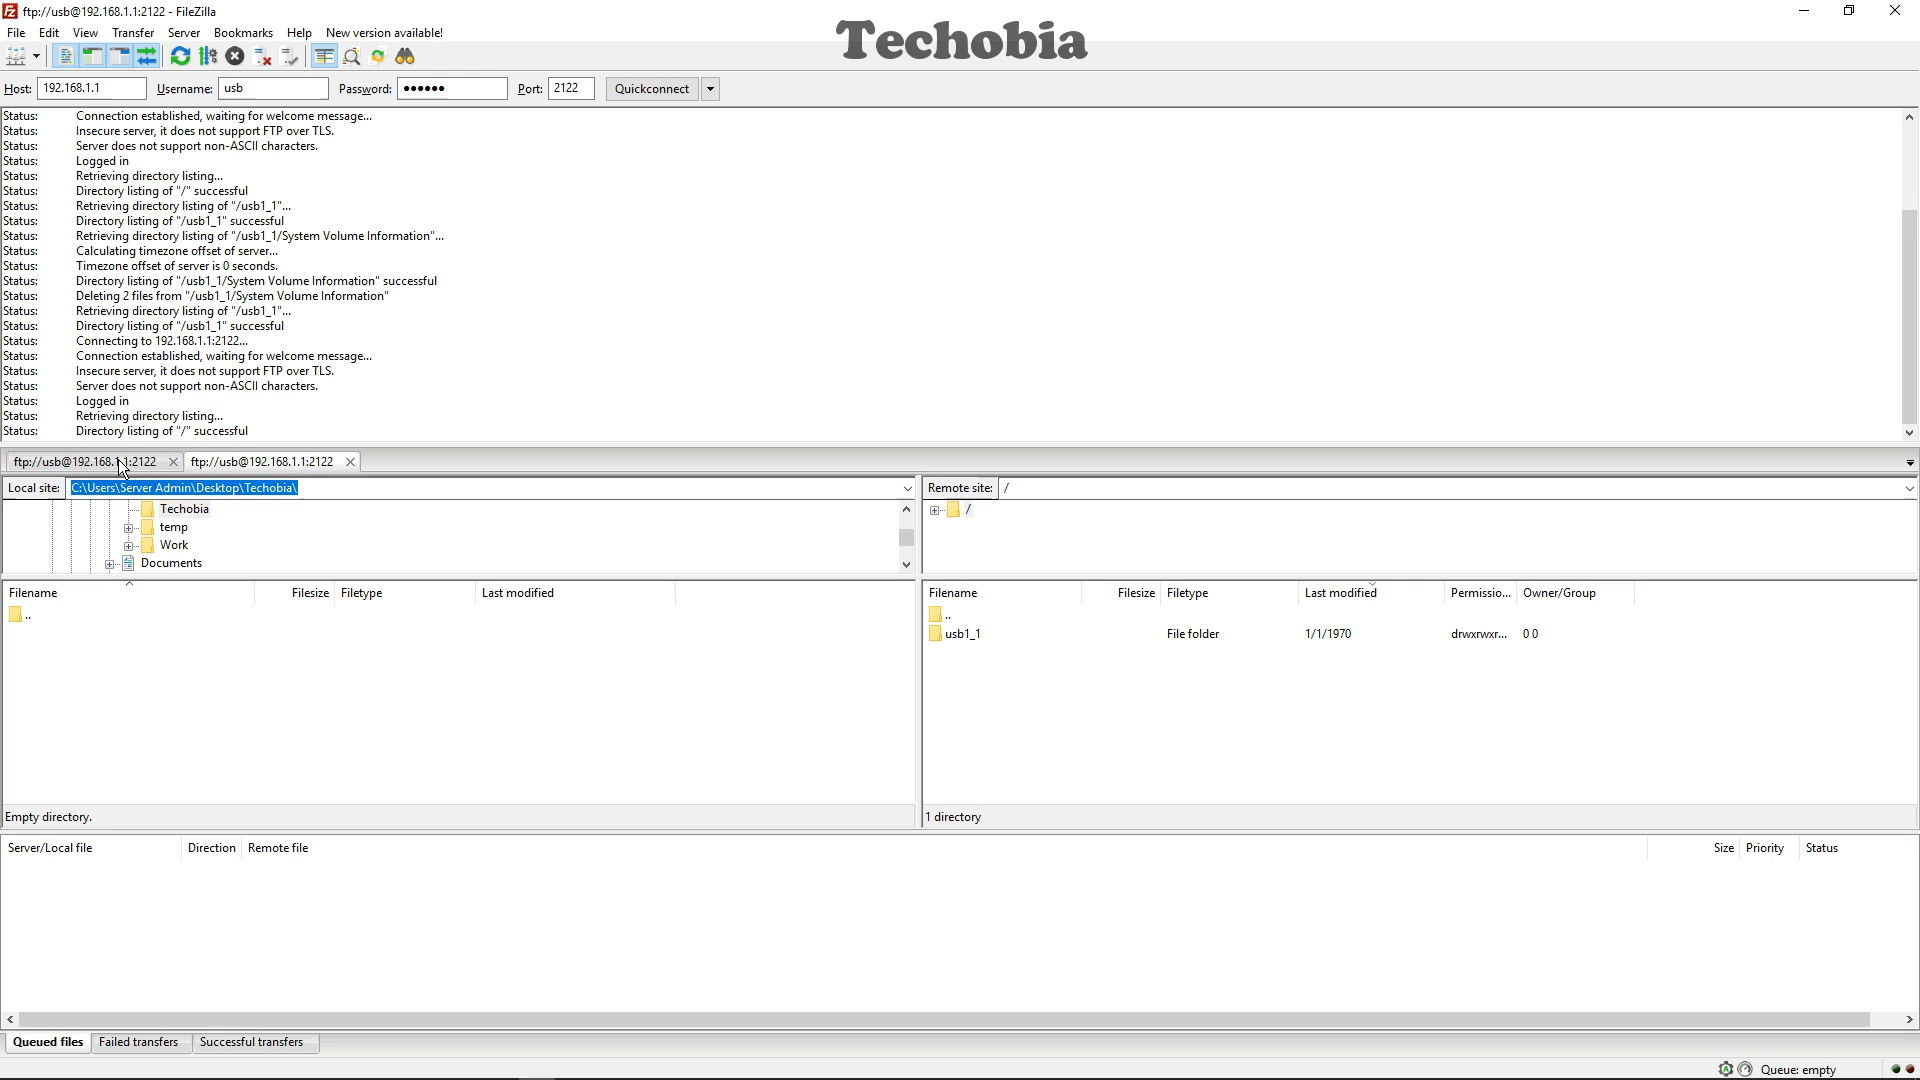 ftp://usb@192.168.1.1:2122 - FileZilla
File Edit View Transfer Server Bookmarks Help New version available!
Techobia
Host: 192.168.1.1 Username: usb Password: ●●●●●● Port: 2122 Quickconnect
Status: Connection established, waiting for welcome message...
Status: Insecure server, it does not support FTP over TLS.
Status: Server does not support non-ASCII characters.
Status: Logged in
Status: Retrieving directory listing...
Status: Directory listing of "/" successful
Status: Retrieving directory listing of "/usb1_1"...
Status: Directory listing of "/usb1_1" successful
Status: Retrieving directory listing of "/usb1_1/System Volume Information"...
Status: Calculating timezone offset of server...
Status: Timezone offset of server is 0 seconds.
Status: Directory listing of "/usb1_1/System Volume Information" successful
Status: Deleting 2 files from "/usb1_1/System Volume Information"
Status: Retrieving directory listing of "/usb1_1"...
Status: Directory listing of "/usb1_1" successful
Status: Connecting to 192.168.1.1:2122...
Status: Connection established, waiting for welcome message...
Status: Insecure server, it does not support FTP over TLS.
Status: Server does not support non-ASCII characters.
Status: Logged in
Status: Retrieving directory listing...
Status: Directory listing of "/" successful
ftp://usb@192.168.1.1:2122 ftp://usb@192.168.1.1:2122
Local site: C:\Users\Server Admin\Desktop\Techobia\
Techobia
temp
Work
Documents
Filename Filesize Filetype Last modified
..
Empty directory.
Remote site: /
/
Filename Filesize Filetype Last modified Permissio... Owner/Group
..
usb1_1 File folder 1/1/1970 drwxrwxr... 0 0
1 directory
Server/Local file Direction Remote file Size Priority Status
Queued files Failed transfers Successful transfers
Queue: empty